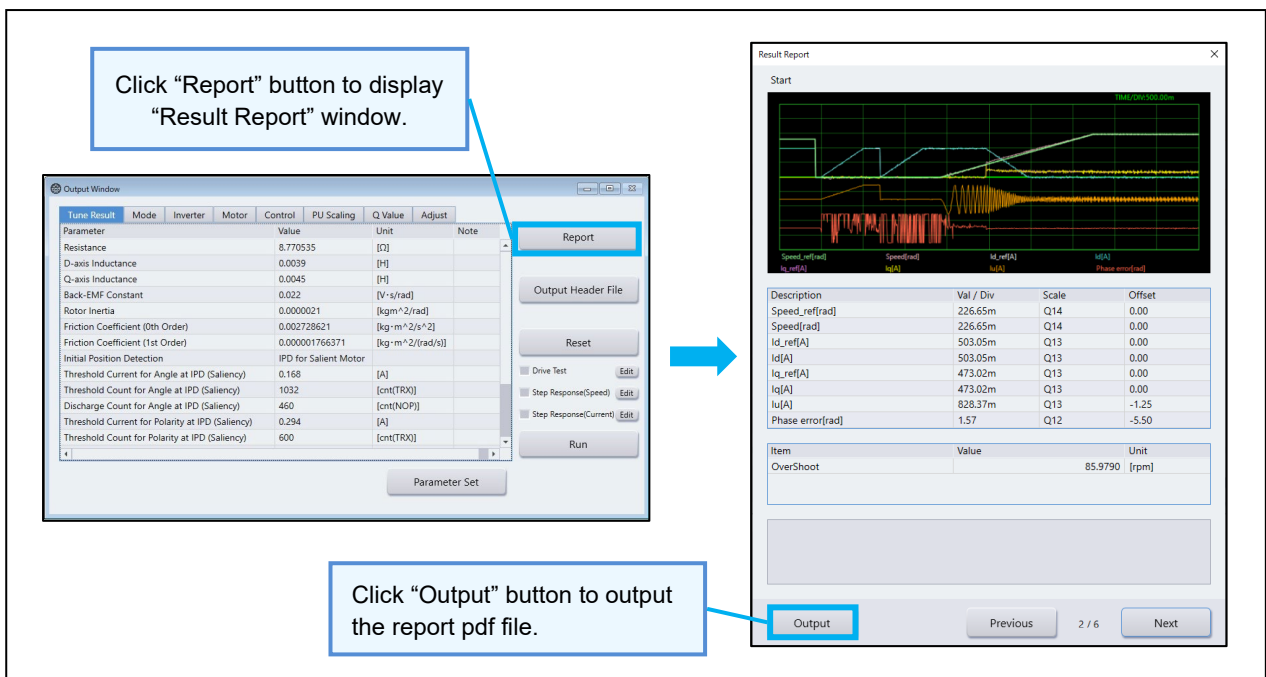 Click “Report” button to display
“Result Report” window.
Output Window
Tune Result Mode Inverter Motor Control PU Scaling Q Value Adjust
Parameter Value Unit Note
Resistance 8.770535 [Ω]
D-axis Inductance 0.0039 [H]
Q-axis Inductance 0.0045 [H]
Back-EMF Constant 0.022 [V･s/rad]
Rotor Inertia 0.0000021 [kgm^2/rad]
Friction Coefficient (0th Order) 0.002728621 [kg･m^2/s^2]
Friction Coefficient (1st Order) 0.000001766371 [kg･m^2/(rad/s)]
Initial Position Detection IPD for Salient Motor
Threshold Current for Angle at IPD (Saliency) 0.168 [A]
Threshold Count for Angle at IPD (Saliency) 1032 [cnt(TRX)]
Discharge Count for Angle at IPD (Saliency) 460 [cnt(NOP)]
Threshold Current for Polarity at IPD (Saliency) 0.294 [A]
Threshold Count for Polarity at IPD (Saliency) 600 [cnt(TRX)]
Report
Output Header File
Reset
Drive Test Edit
Step Response(Speed) Edit
Step Response(Current) Edit
Run
Parameter Set
Result Report
Start
TIME/DIV:500.00m
Speed_ref[rad] Speed[rad] Id_ref[A] Id[A]
Iq_ref[A] Iq[A] Iu[A] Phase error[rad]
Description Val / Div Scale Offset
Speed_ref[rad] 226.65m Q14 0.00
Speed[rad] 226.65m Q14 0.00
Id_ref[A] 503.05m Q13 0.00
Id[A] 503.05m Q13 0.00
Iq_ref[A] 473.02m Q13 0.00
Iq[A] 473.02m Q13 0.00
Iu[A] 828.37m Q13 -1.25
Phase error[rad] 1.57 Q12 -5.50
Item Value Unit
OverShoot 85.9790 [rpm]
Output Previous 2 / 6 Next
Click “Output” button to output
the report pdf file.